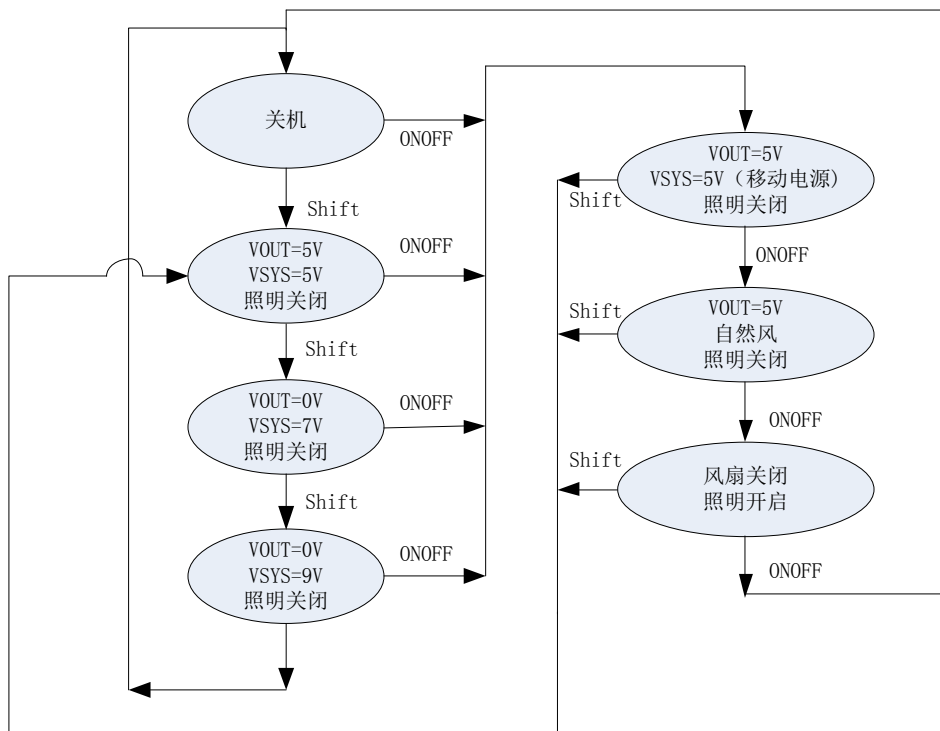 关机
ONOFF
Shift
VOUT=5V
VSYS=5V
照明关闭
ONOFF
Shift
VOUT=0V
VSYS=7V
照明关闭
ONOFF
Shift
VOUT=0V
VSYS=9V
照明关闭
ONOFF
VOUT=5V
VSYS=5V（移动电源）
照明关闭
Shift
ONOFF
VOUT=5V
自然风
照明关闭
Shift
ONOFF
风扇关闭
照明开启
Shift
ONOFF